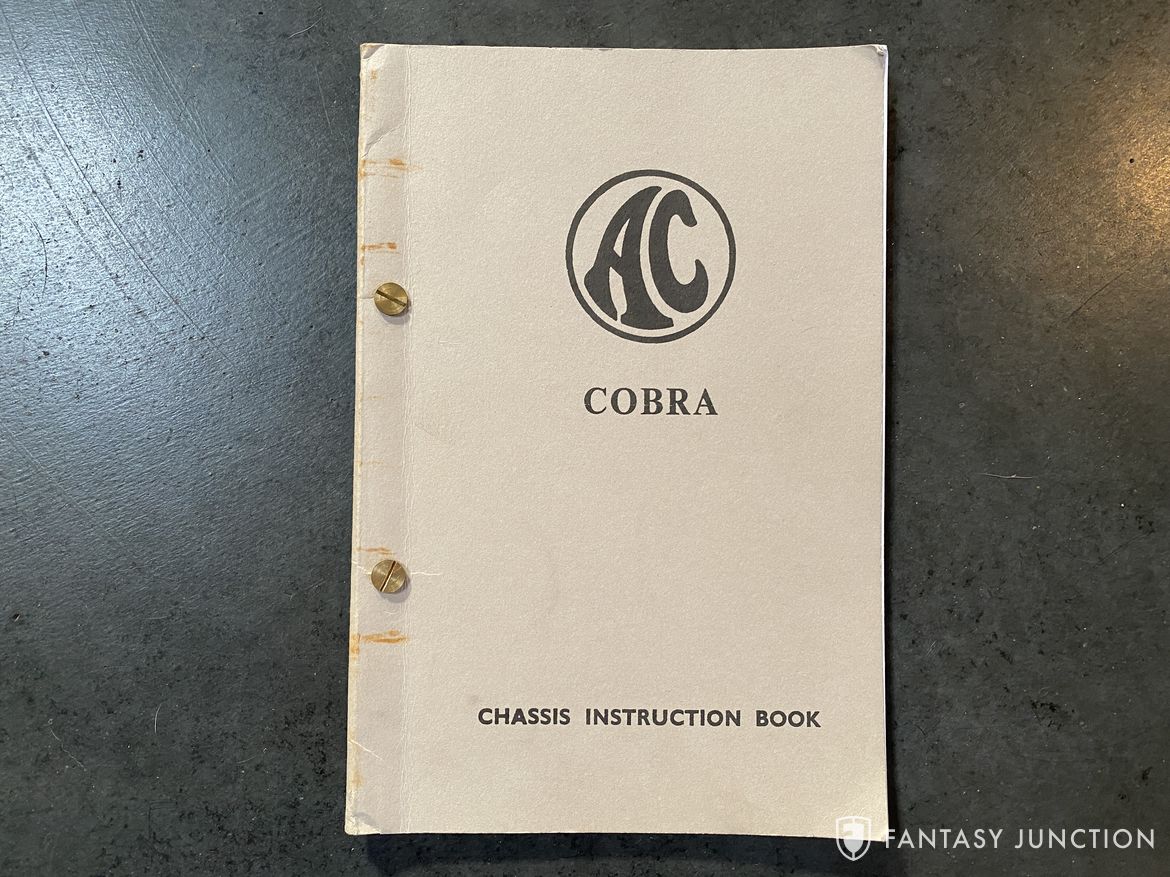 AC
COBRA
CHASSIS INSTRUCTION BOOK
FANTASY JUNCTION